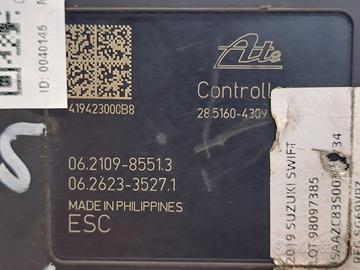 ID: 0040145
419423000B8
Ate
Controlle
28.5160-4309
06.2109-8551.3
06.2623-3527.1
MADE IN PHILIPPINES
ESC
2019 SUZUKI SWIFT
LOT 98097385